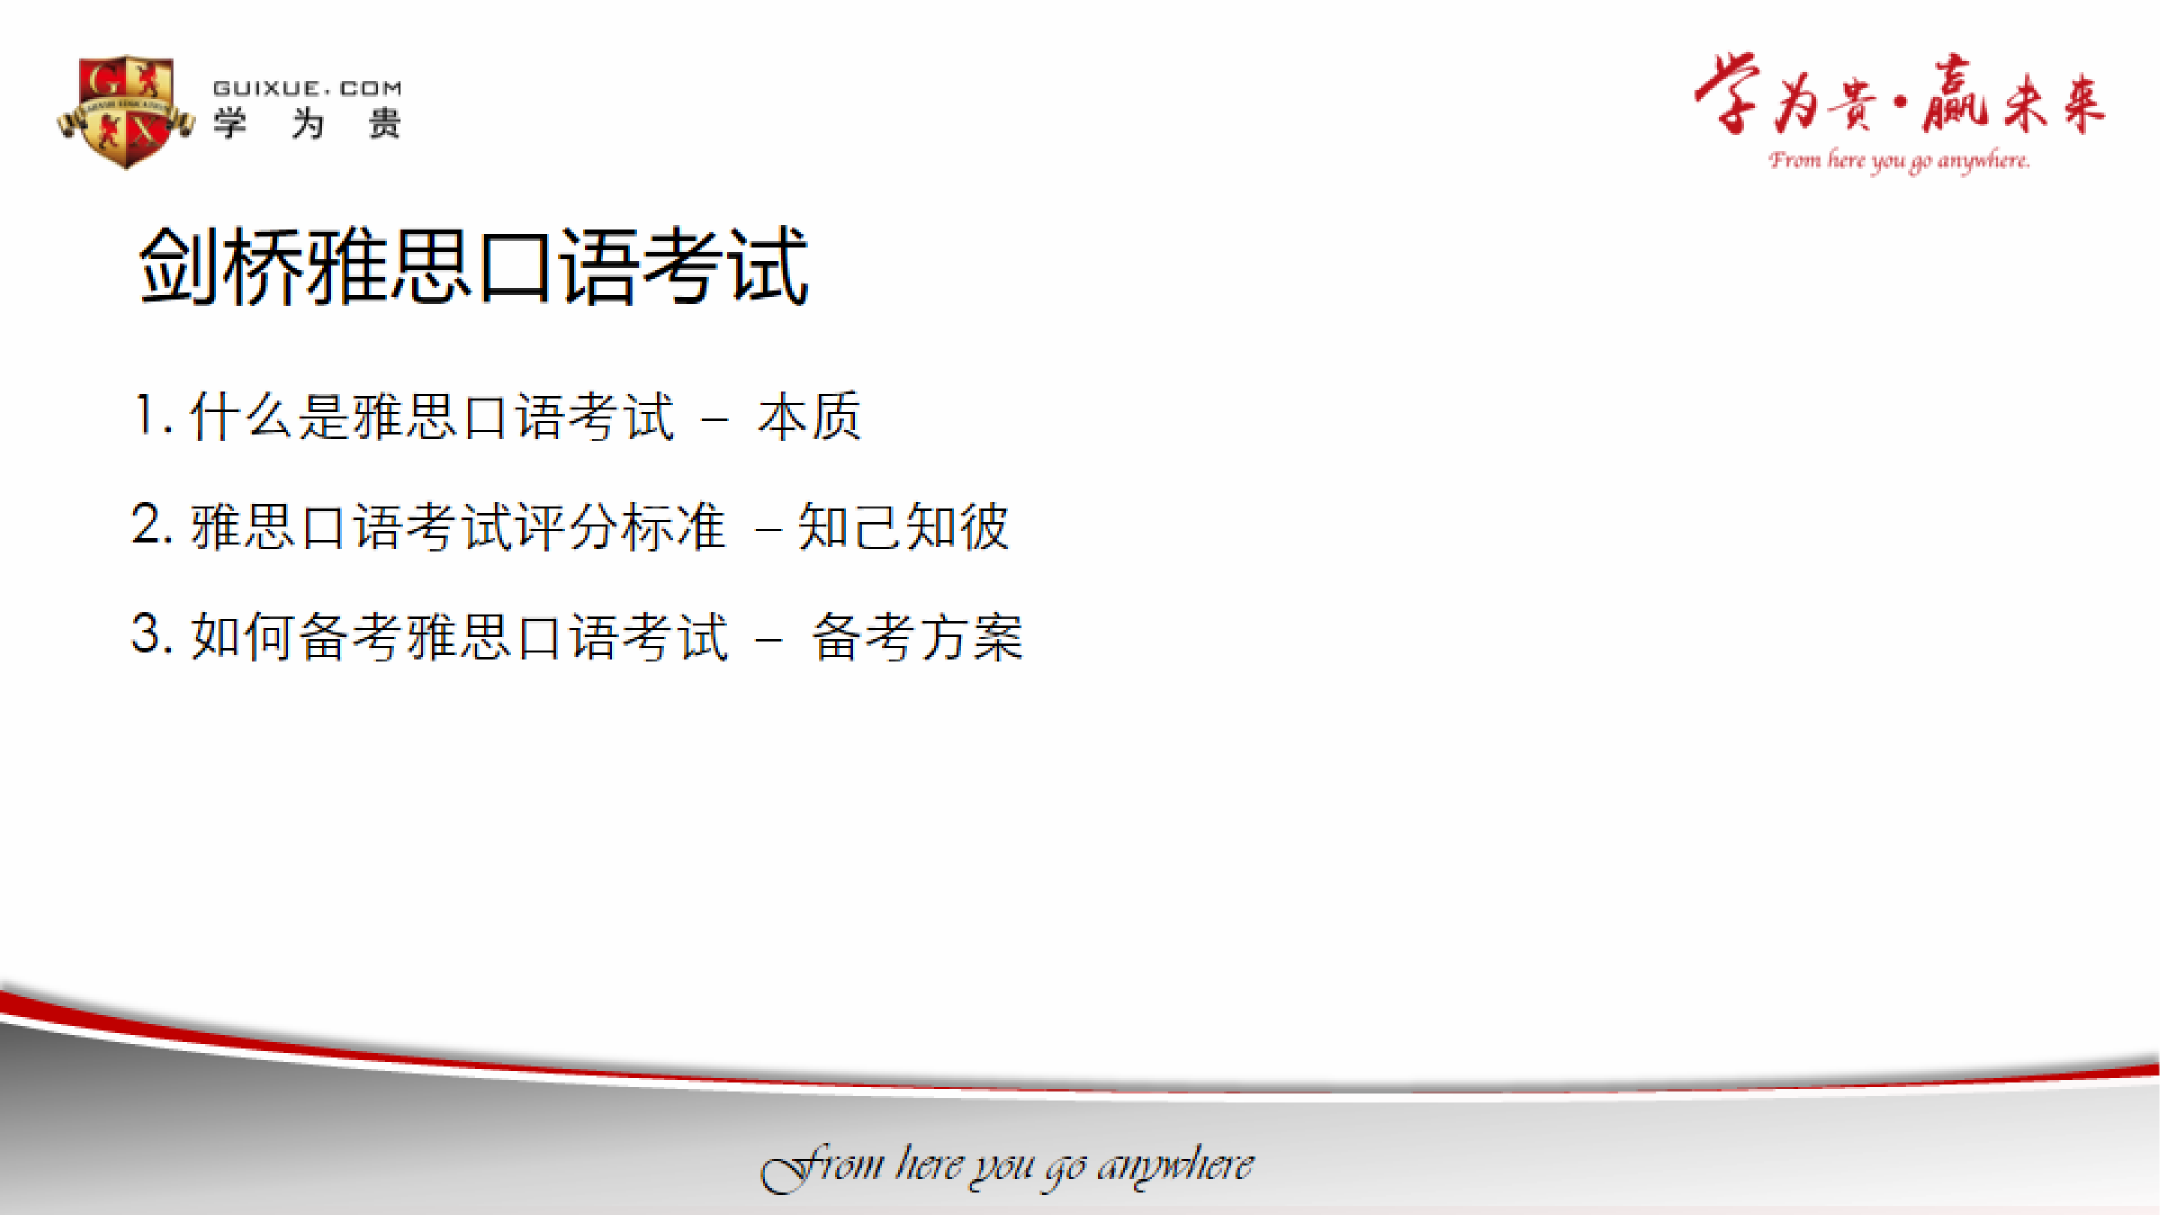 GUIXUE.COM
学为贵
学为贵·赢未来
From here you go anywhere.
剑桥雅思口语考试
1. 什么是雅思口语考试 – 本质
2. 雅思口语考试评分标准 – 知己知彼
3. 如何备考雅思口语考试 – 备考方案
From here you go anywhere